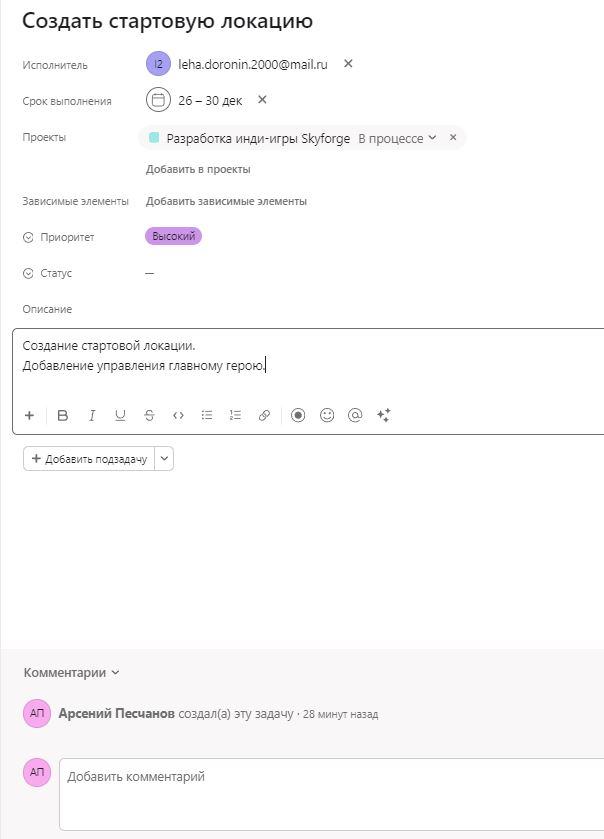 Создать стартовую локацию
Исполнитель l2 leha.doronin.2000@mail.ru
Срок выполнения 26 – 30 дек
Проекты Разработка инди-игры Skyforge В процессе
Добавить в проекты
Зависимые элементы Добавить зависимые элементы
Приоритет Высокий
Статус —
Описание
Создание стартовой локации.
Добавление управления главному герою.
+ B I U S <> @
+ Добавить подзадачу
Комментарии
АП Арсений Песчанов создал(а) эту задачу · 28 минут назад
АП Добавить комментарий